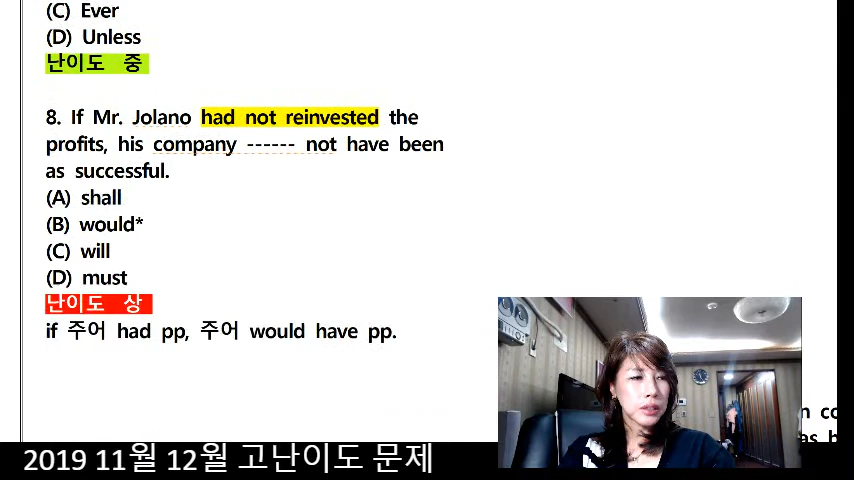 (C) Ever
(D) Unless
난이도 중
8. If Mr. Jolano had not reinvested the
profits, his company ------ not have been
as successful.
(A) shall
(B) would*
(C) will
(D) must
난이도 상
if 주어 had pp, 주어 would have pp.
n co
as h
2019 11월 12월 고난이도 문제